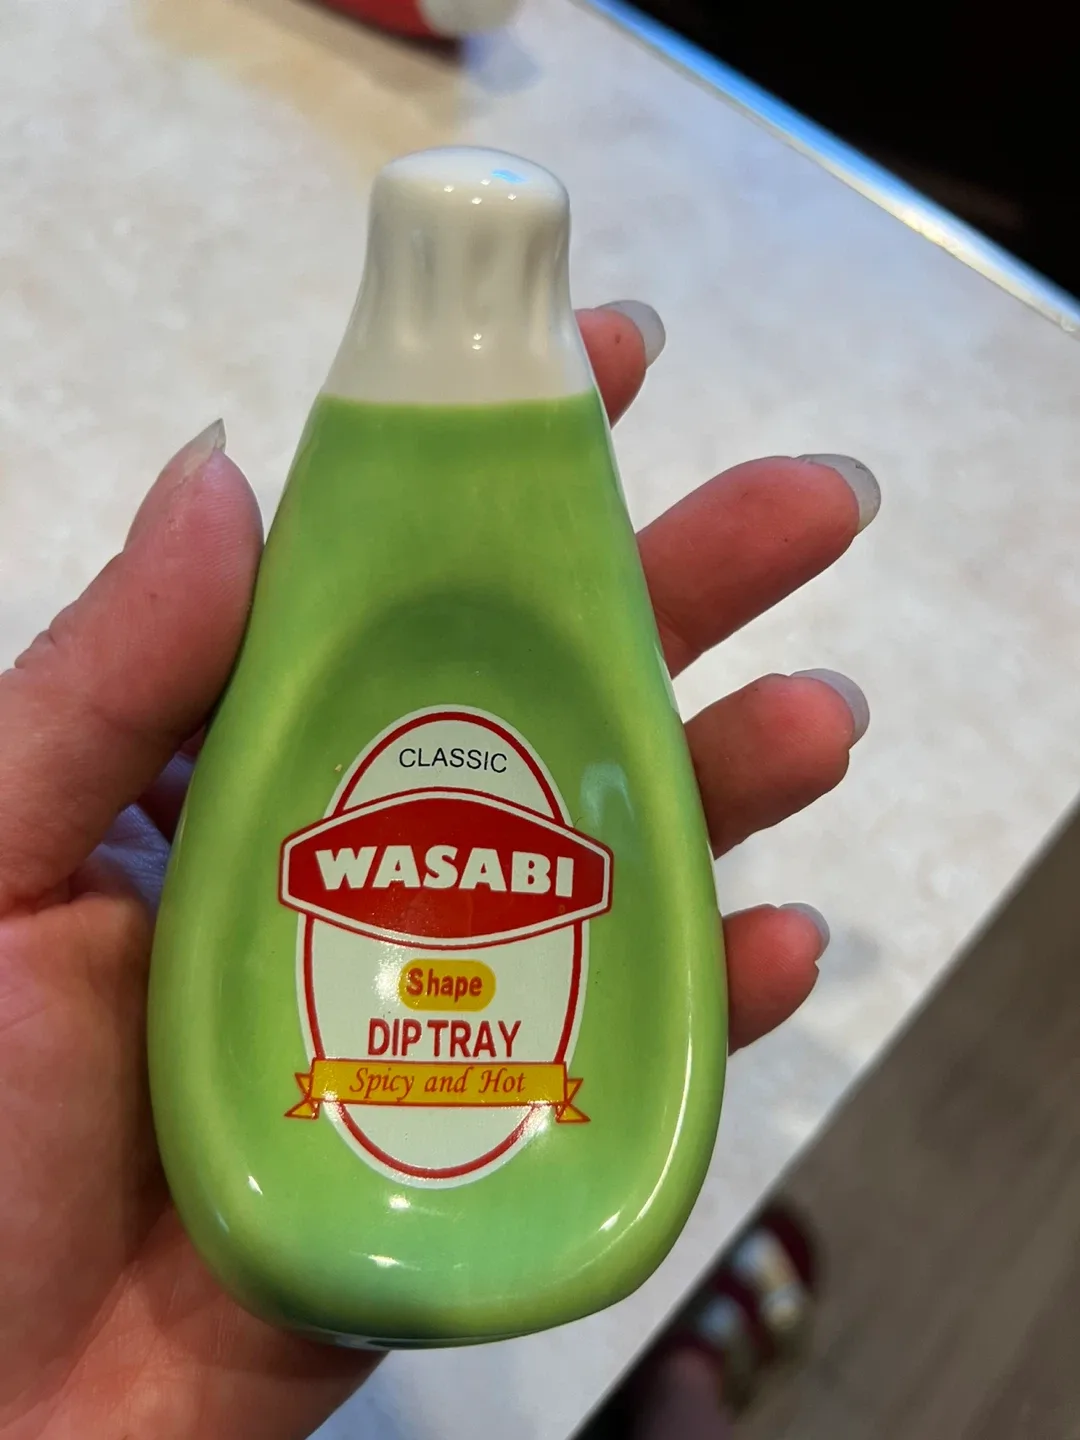 CLASSIC
WASABI
Shape
DIP TRAY
Spicy and Hot